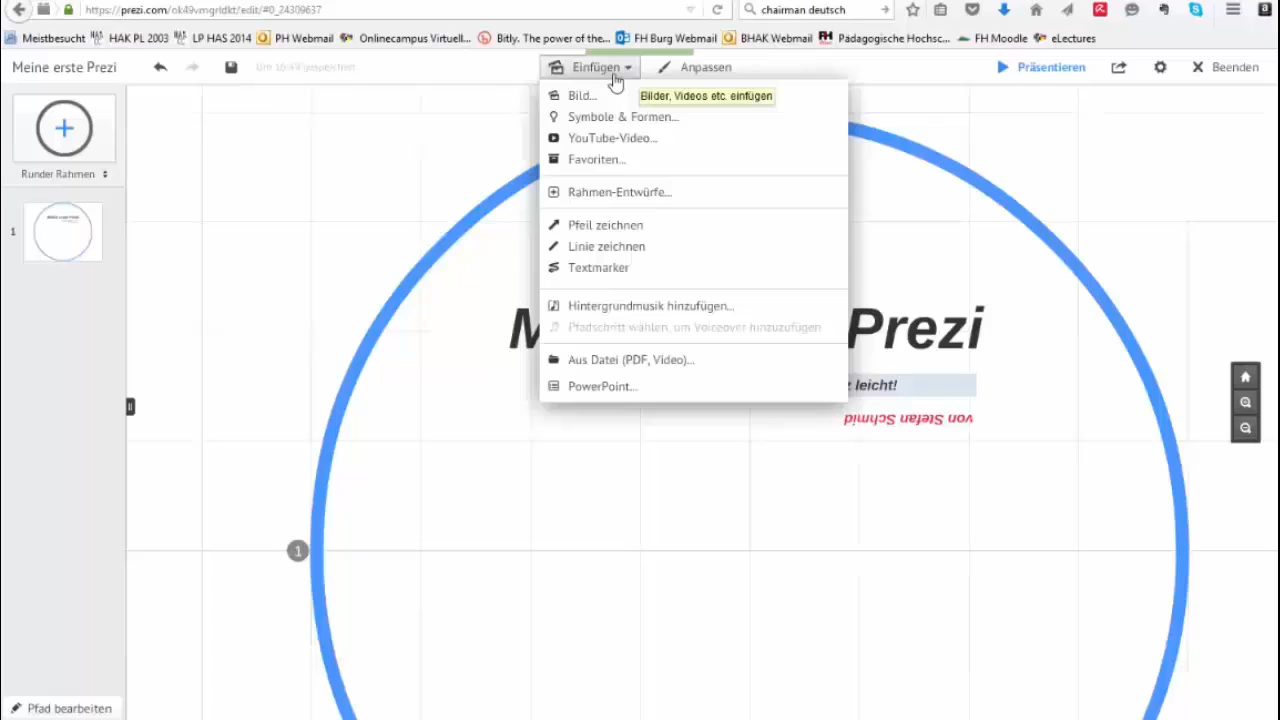 https://prezi.com/ok49vmgrldkt/edit/#0_24309637
chairman deutsch
Meistbesucht HAK PL 2003 LP HAS 2014 PH Webmail Onlinecampus Virtuell... Bitly. The power of the... FH Burg Webmail BHAK Webmail Pädagogische Hochsc... FH Moodle eLectures
Meine erste Prezi
Um 16:49 gespeichert
Einfügen
Anpassen
Präsentieren
Beenden
Bilder, Videos etc. einfügen
Bild...
Symbole & Formen...
YouTube-Video...
Favoriten...
Rahmen-Entwürfe...
Pfeil zeichnen
Linie zeichnen
Textmarker
Hintergrundmusik hinzufügen...
Pfadschritt wählen, um Voiceover hinzuzufügen
Aus Datei (PDF, Video)...
PowerPoint...
Runder Rahmen
1
Prezi
leicht!
von Stefan Schmid
1
Pfad bearbeiten